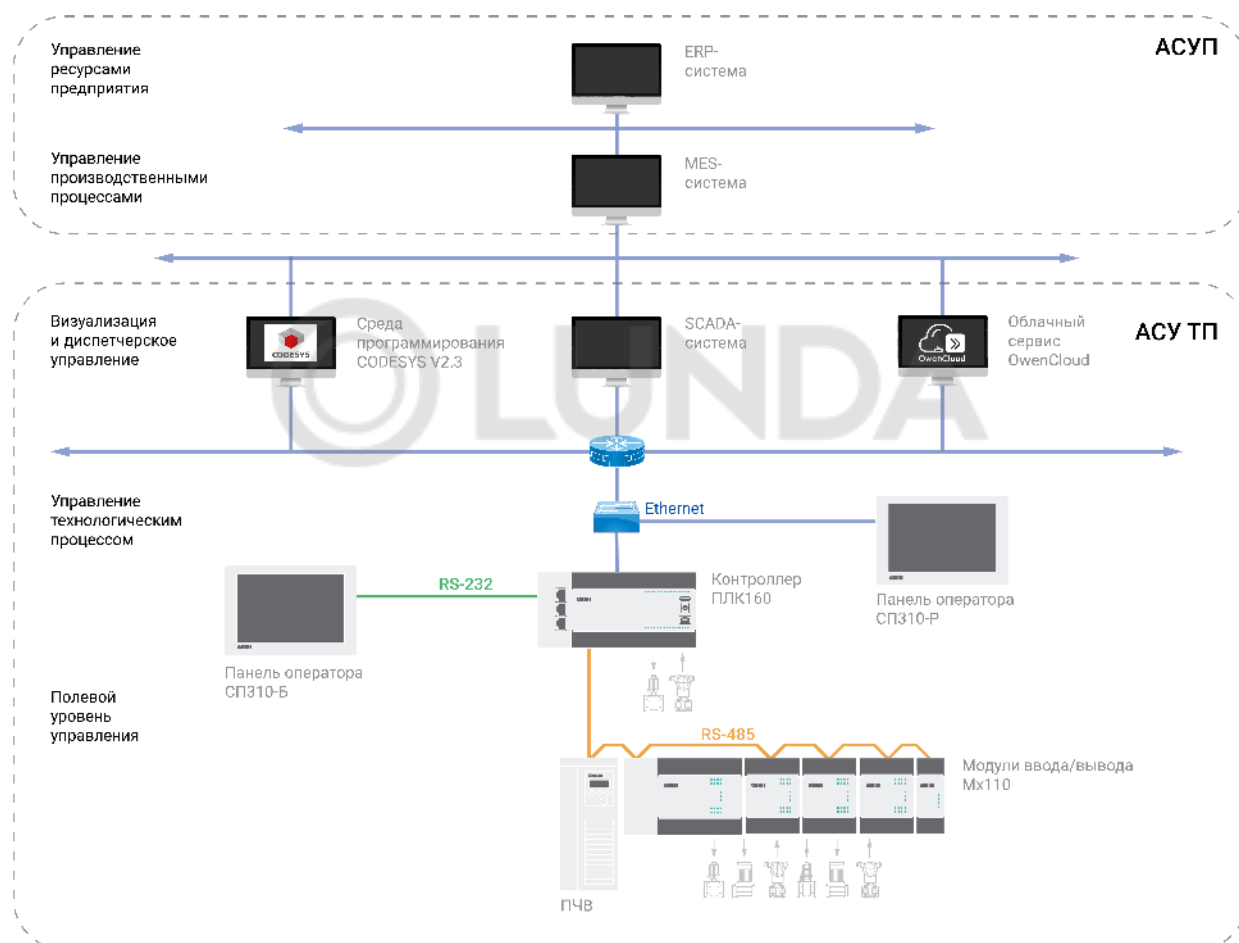 Управление
ресурсами
предприятия
ERP-
система
АСУП
Управление
производственными
процессами
MES-
система
Визуализация
и диспетчерское
управление
CODESYS
Среда
программирования
CODESYS V2.3
SCADA-
система
OwenCloud
Облачный
сервис
OwenCloud
АСУ ТП
LUNDA
Управление
технологическим
процессом
Ethernet
RS-232
Контроллер
ПЛК160
Панель оператора
СП310-Р
Панель оператора
СП310-Б
Полевой
уровень
управления
RS-485
Модули ввода/вывода
Мх110
ПЧВ